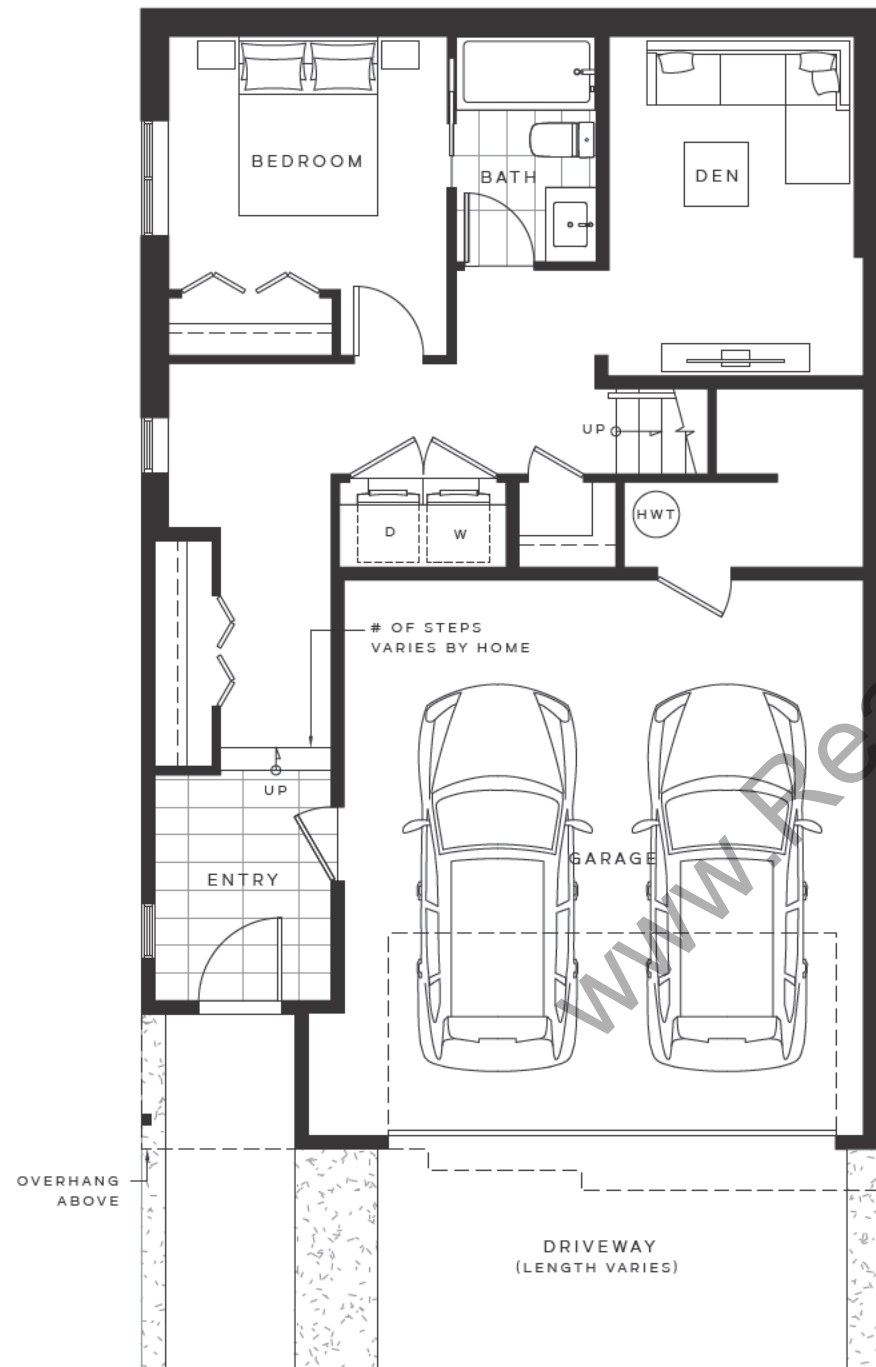 BEDROOM
BATH
DEN
UP
HWT
D
W
# OF STEPS
VARIES BY HOME
UP
GARAGE
ENTRY
OVERHANG
ABOVE
DRIVEWAY
(LENGTH VARIES)